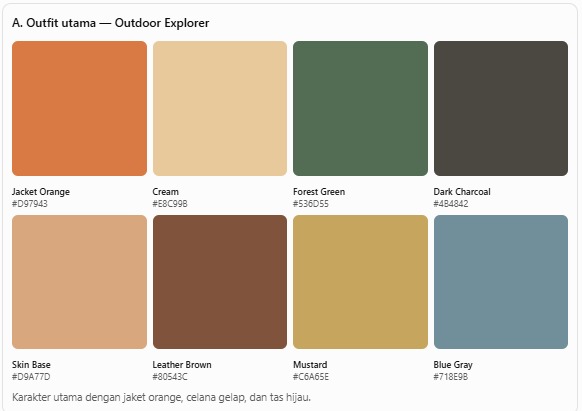 A. Outfit utama — Outdoor Explorer
Jacket Orange
#D97943
Cream
#E8C99B
Forest Green
#536D55
Dark Charcoal
#4B4842
Skin Base
#D9A77D
Leather Brown
#80543C
Mustard
#C6A65E
Blue Gray
#718E9B
Karakter utama dengan jaket orange, celana gelap, dan tas hijau.